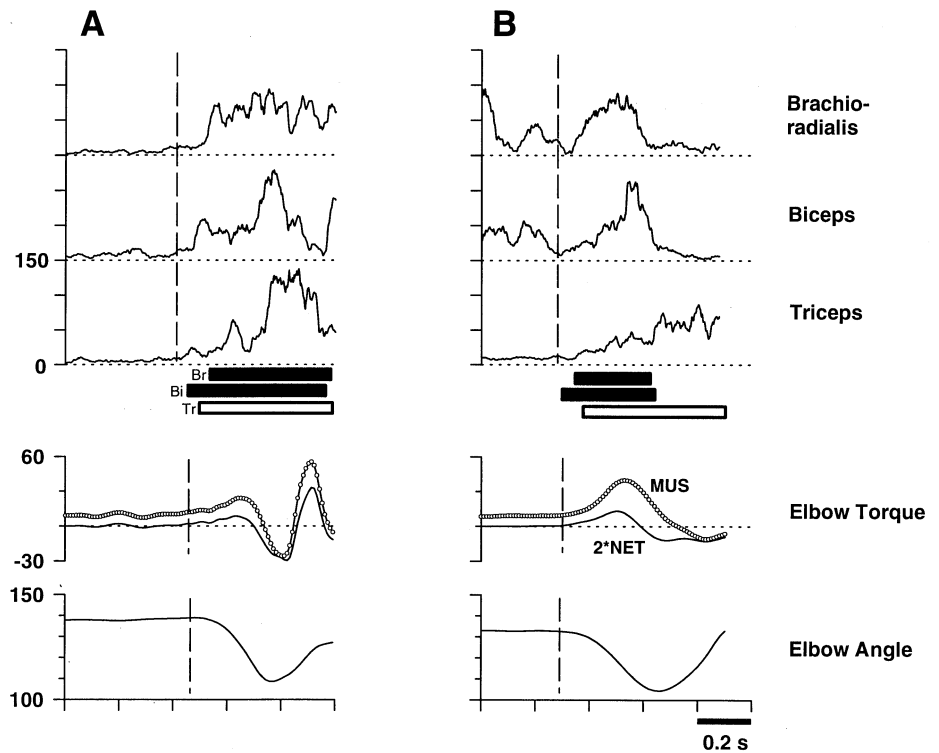 A
B
Brachio-
radialis
Biceps
150
Triceps
0
Br
Bi
Tr
60
MUS
Elbow Torque
2*NET
-30
150
Elbow Angle
100
0.2 s